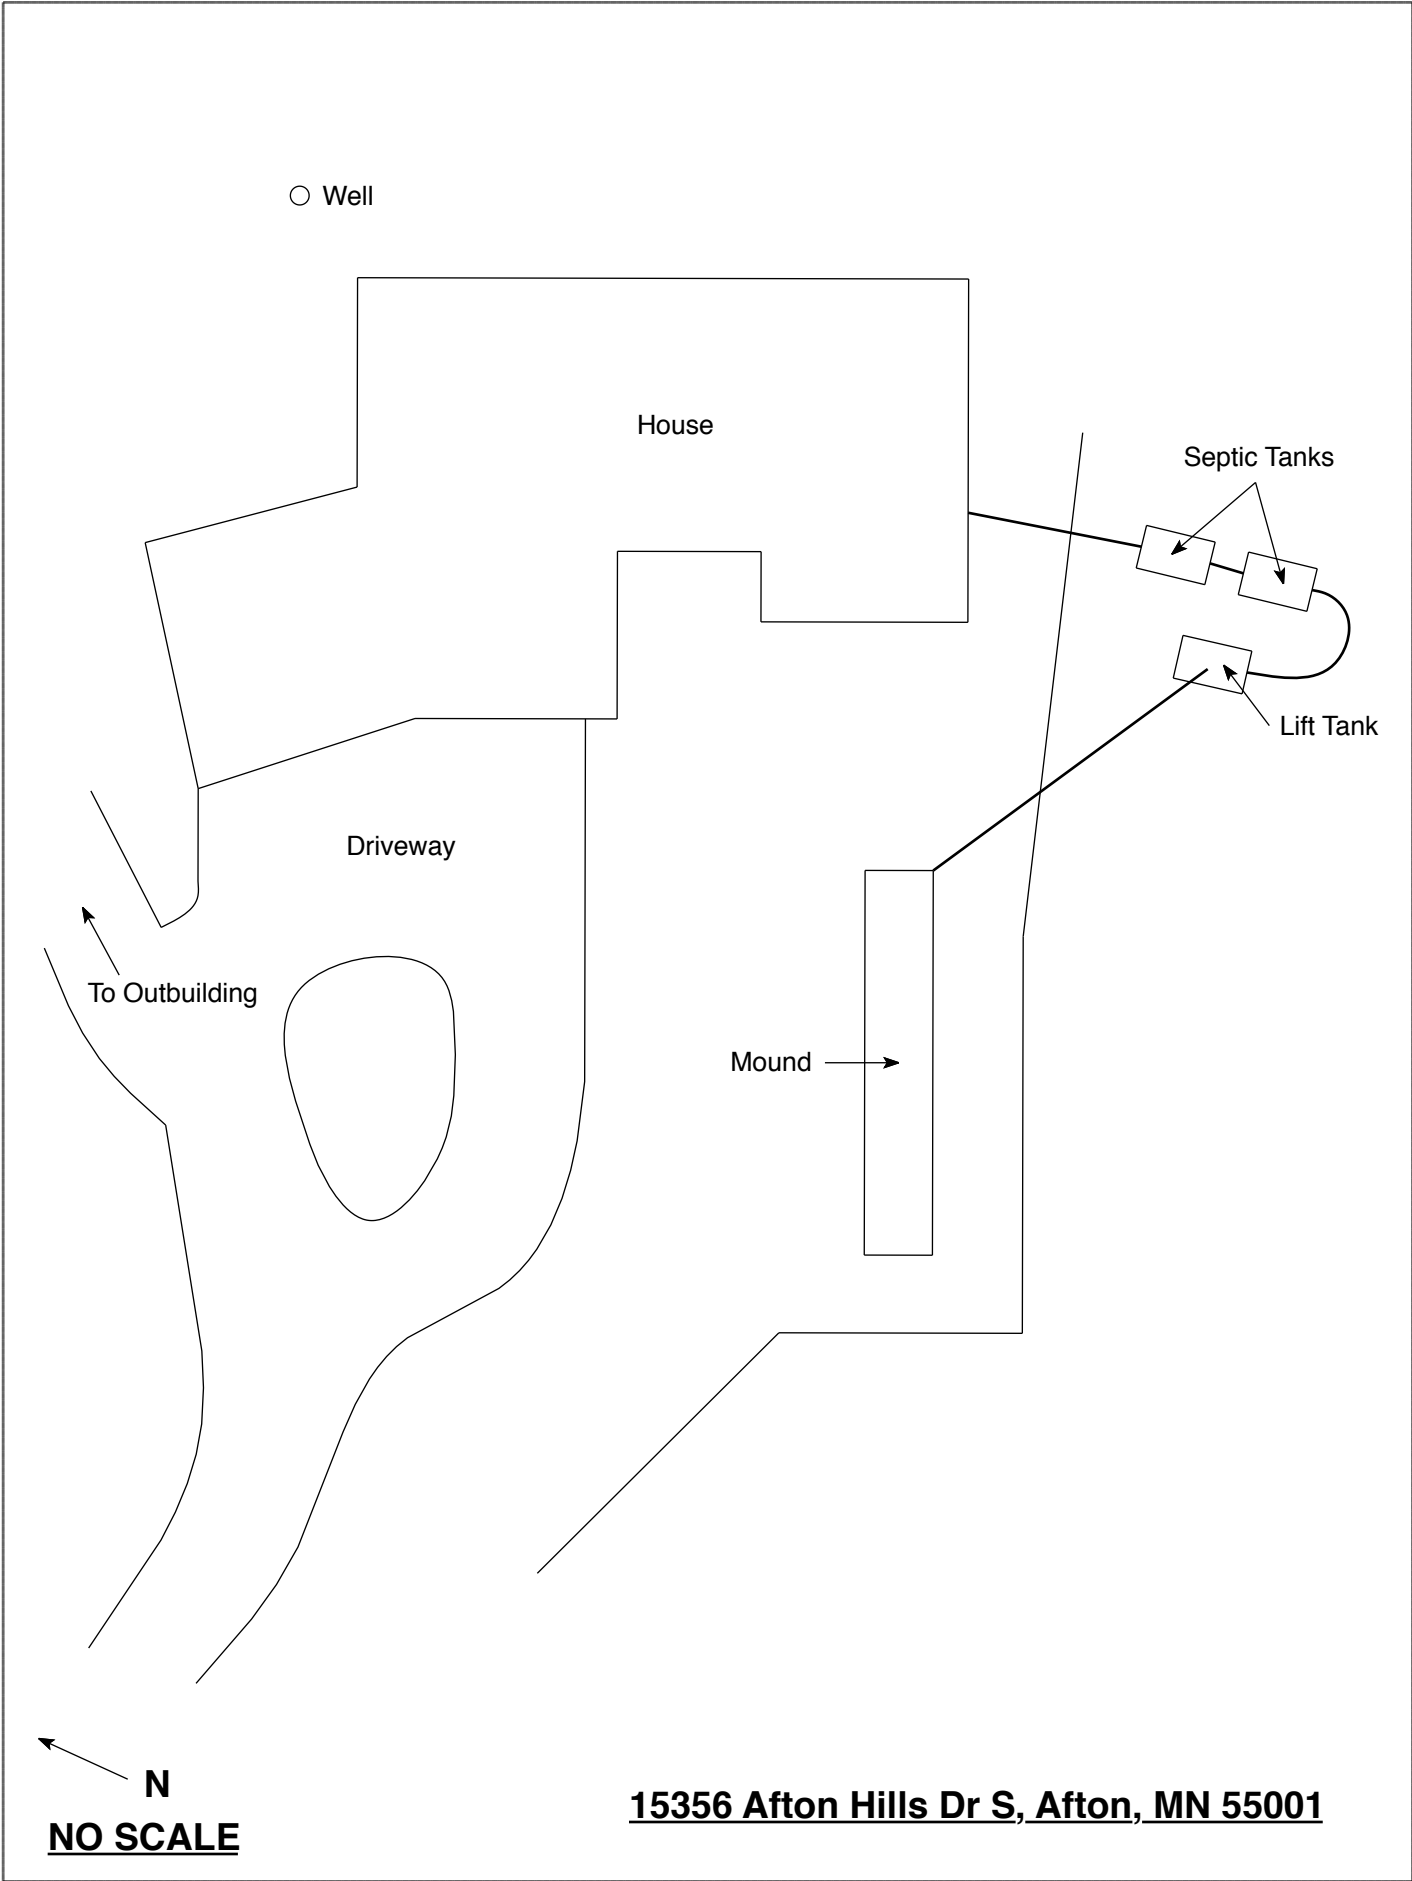 Well
House
Septic Tanks
Lift Tank
Driveway
To Outbuilding
Mound
N
NO SCALE
15356 Afton Hills Dr S, Afton, MN 55001